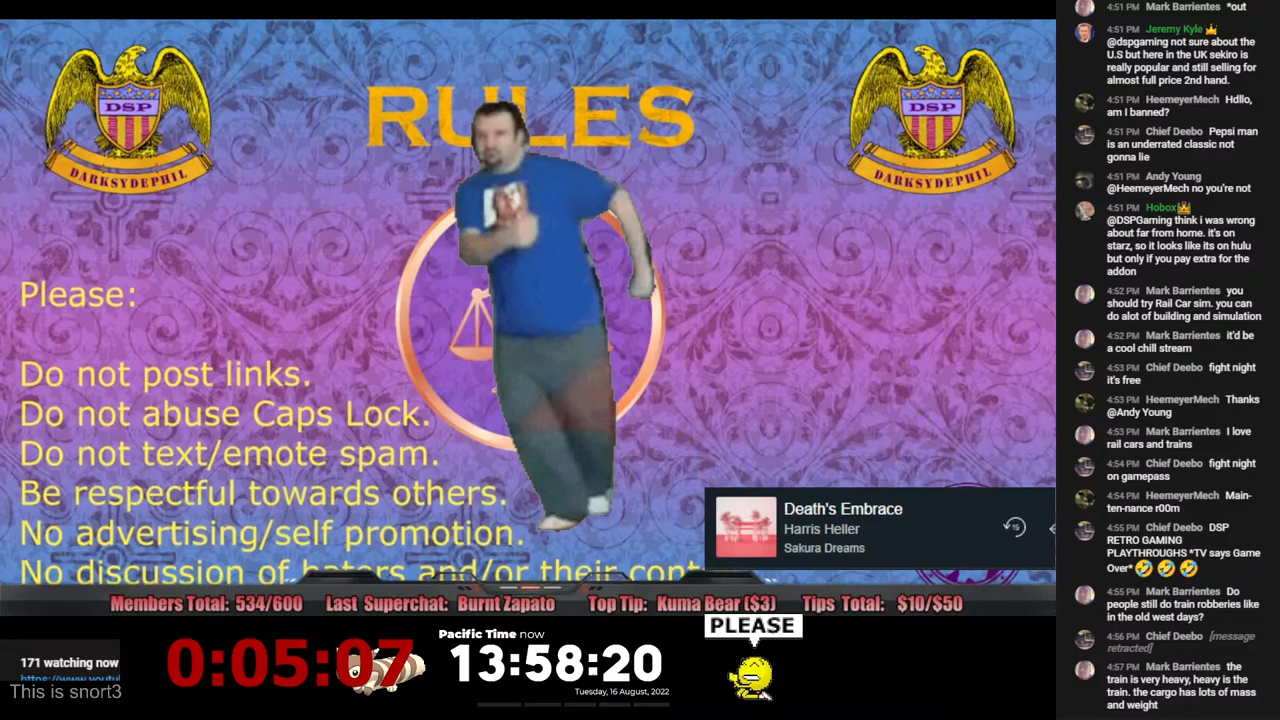 RULES
DSP
DARKSYDEPHIL
DSP
DARKSYDEPHIL
Please:
Do not post links.
Do not abuse Caps Lock.
Do not text/emote spam.
Be respectful towards others.
No advertising/self promotion.
No discussion of haters and/or their cont
Death's Embrace
Harris Heller
Sakura Dreams
15
Members Total: 534/600 Last Superchat: Burnt Zapato Top Tip: Kuma Bear ($3) Tips Total: $10/$50
171 watching now
https://www.youtu
This is snort3
0:05:07
Pacific Time now
13:58:20
Tuesday, 16 August, 2022
PLEASE
4:51 PM Mark Barrientes *out
4:51 PM Jeremy Kyle
@dspgaming not sure about the
U.S but here in the UK sekiro is
really popular and still selling for
almost full price 2nd hand.
4:51 PM HeemeyerMech Hdllo,
am I banned?
4:51 PM Chief Deebo Pepsi man
is an underrated classic not
gonna lie
4:51 PM Andy Young
@HeemeyerMech no you're not
4:51 PM Hobox
@DSPGaming think i was wrong
about far from home. it's on
starz, so it looks like its on hulu
but only if you pay extra for the
addon
4:52 PM Mark Barrientes you
should try Rail Car sim. you can
do alot of building and simulation
4:52 PM Mark Barrientes it'd be
a cool chill stream
4:53 PM Chief Deebo fight night
it's free
4:53 PM HeemeyerMech Thanks
@Andy Young
4:53 PM Mark Barrientes I love
rail cars and trains
4:54 PM Chief Deebo fight night
on gamepass
4:54 PM HeemeyerMech Main-
ten-nance r00m
4:55 PM Chief Deebo DSP
RETRO GAMING
PLAYTHROUGHS *TV says Game
Over* 🤣 🤣 🤣
4:55 PM Mark Barrientes Do
people still do train robberies like
in the old west days?
4:56 PM Chief Deebo [message
retracted]
4:57 PM Mark Barrientes the
train is very heavy, heavy is the
train. the cargo has lots of mass
and weight